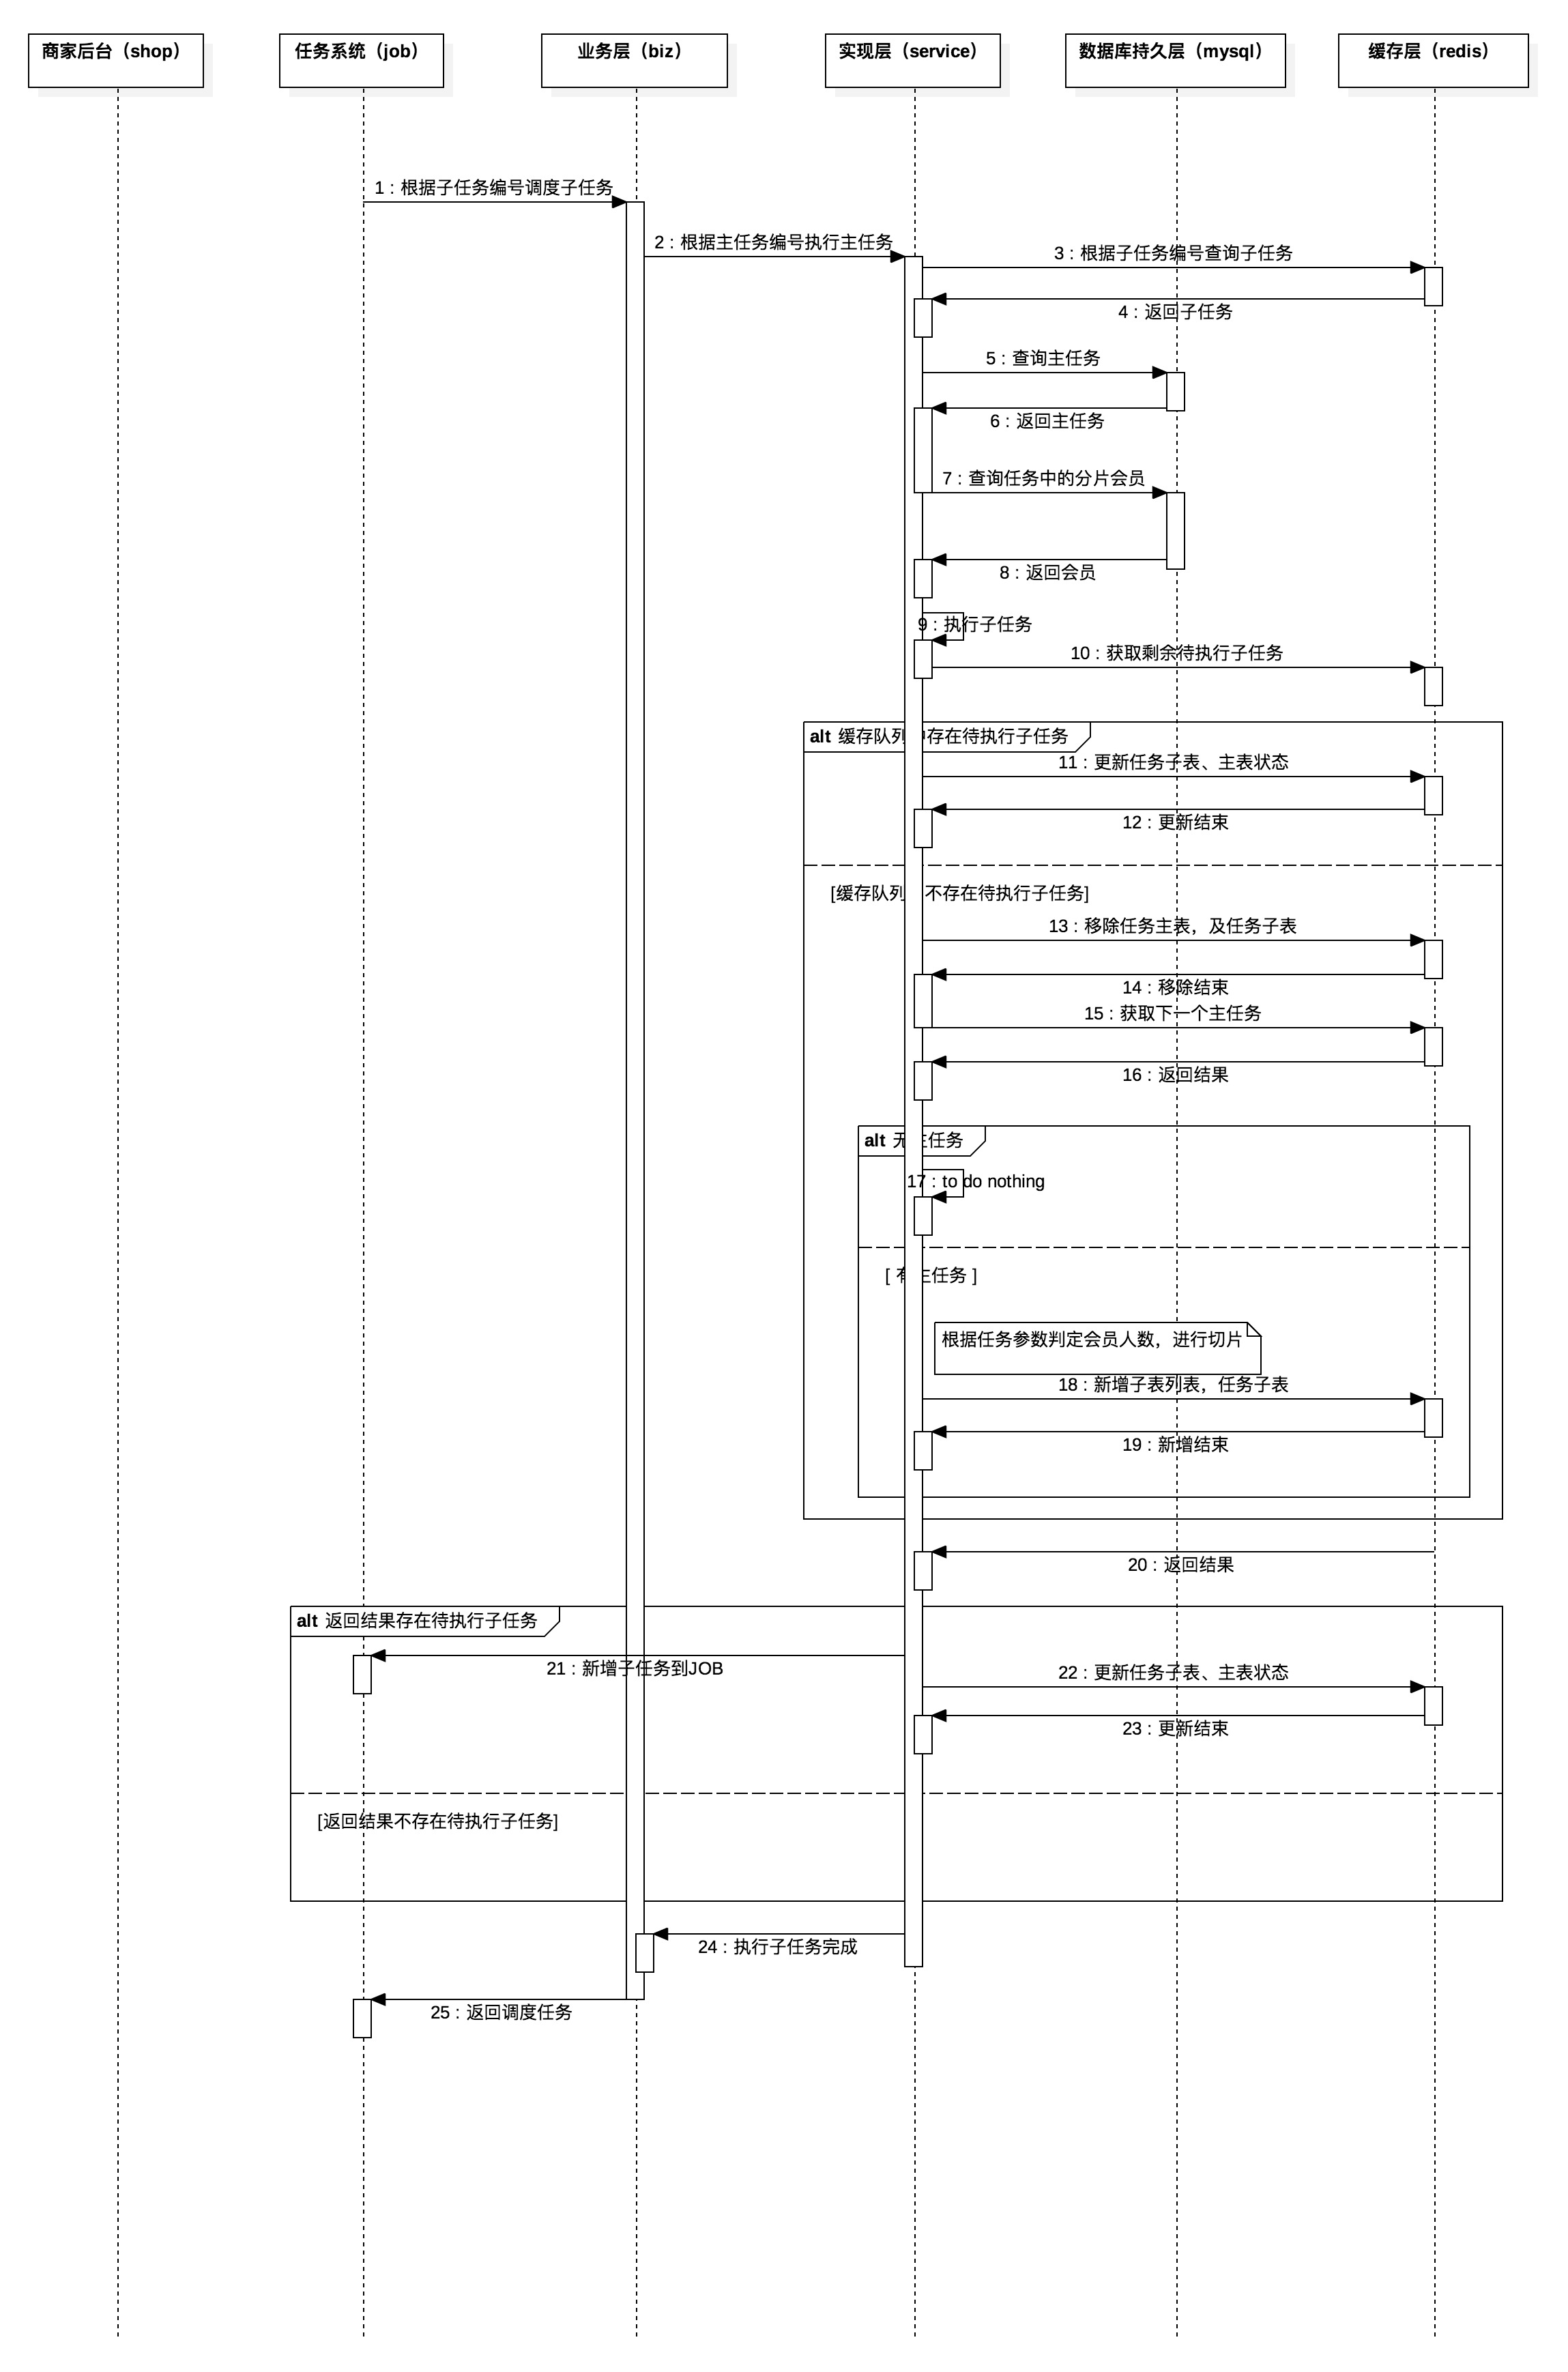 商家后台（shop）
任务系统（job）
业务层（biz）
实现层（service）
数据库持久层（mysql）
缓存层（redis）
1 : 根据子任务编号调度子任务
2 : 根据主任务编号执行主任务
3 : 根据子任务编号查询子任务
4 : 返回子任务
5 : 查询主任务
6 : 返回主任务
7 : 查询任务中的分片会员
8 : 返回会员
9 : 执行子任务
10 : 获取剩余待执行子任务
alt 缓存队列中存在待执行子任务
11 : 更新任务子表、主表状态
12 : 更新结束
[缓存队列 不存在待执行子任务]
13 : 移除任务主表，及任务子表
14 : 移除结束
15 : 获取下一个主任务
16 : 返回结果
alt 无主任务
17 : to do nothing
[ 有主任务 ]
根据任务参数判定会员人数，进行切片
18 : 新增子表列表，任务子表
19 : 新增结束
20 : 返回结果
alt 返回结果存在待执行子任务
21 : 新增子任务到JOB
22 : 更新任务子表、主表状态
23 : 更新结束
[返回结果不存在待执行子任务]
24 : 执行子任务完成
25 : 返回调度任务